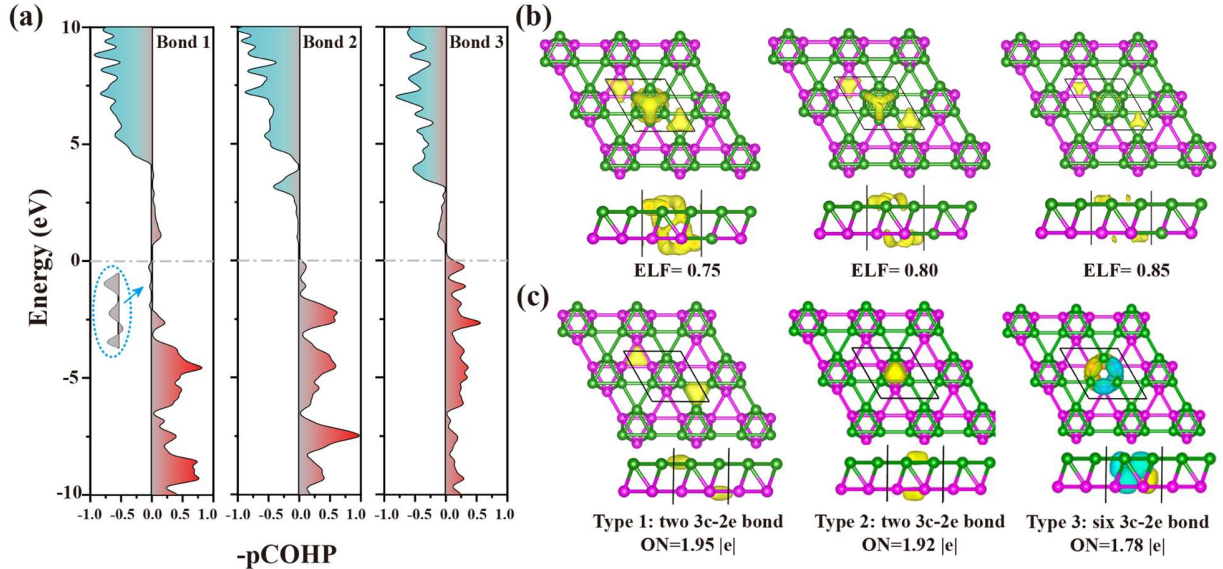 (a)
Bond 1
Bond 2
Bond 3
10
5
0
-5
-10
Energy (eV)
-1.0 -0.5 0.0 0.5 1.0
-1.0 -0.5 0.0 0.5 1.0
-1.0 -0.5 0.0 0.5 1.0
-pCOHP
(b)
ELF= 0.75
ELF= 0.80
ELF= 0.85
(c)
Type 1: two 3c-2e bond
ON=1.95 |e|
Type 2: two 3c-2e bond
ON=1.92 |e|
Type 3: six 3c-2e bond
ON=1.78 |e|